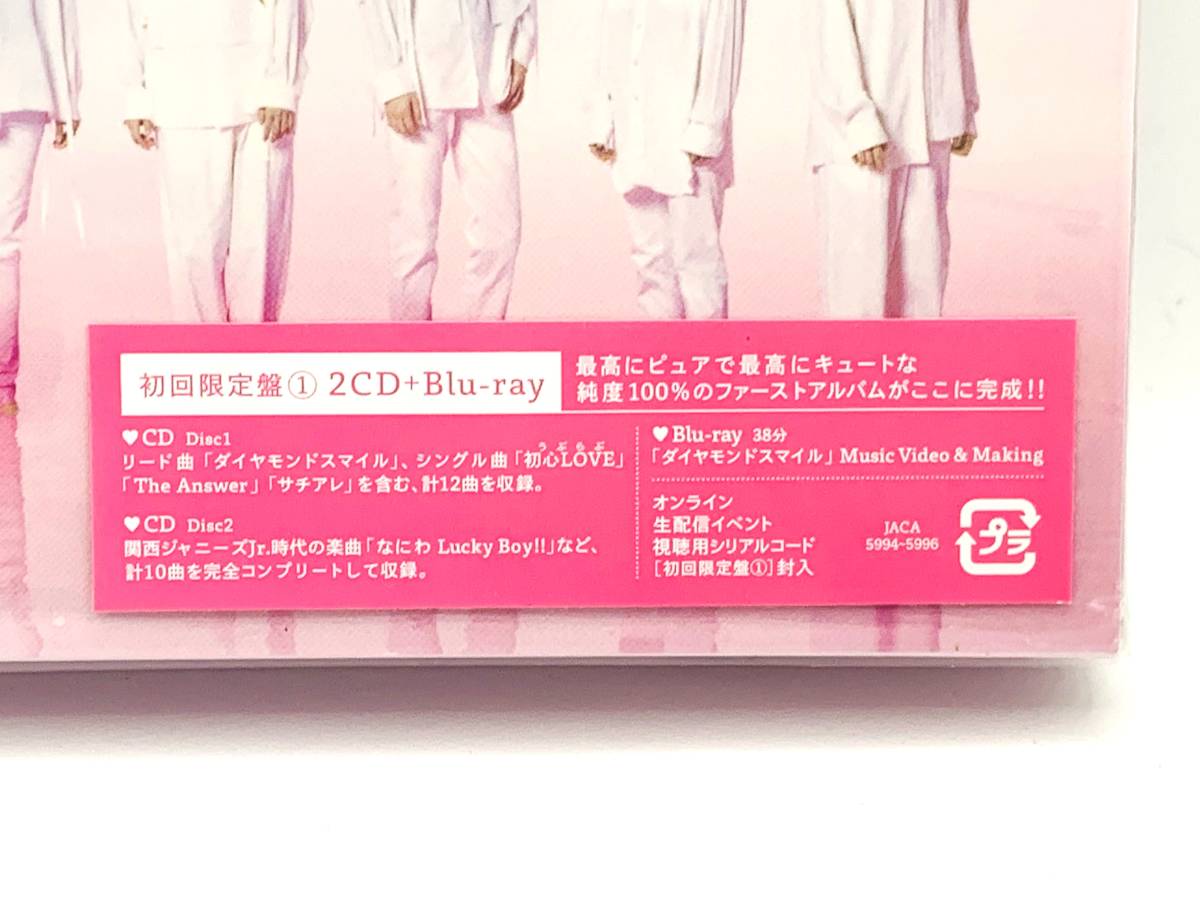 初回限定盤① 2CD+Blu-ray
最高にピュアで最高にキュートな
純度100%のファーストアルバムがここに完成!!
♥CD Disc1
リード曲「ダイヤモンドスマイル」、シングル曲「初心LOVE」
うぶらぶ
「The Answer」「サチアレ」を含む、計12曲を収録。
♥CD Disc2
関西ジャニーズJr.時代の楽曲「なにわ Lucky Boy!!」など、
計10曲を完全コンプリートして収録。
♥Blu-ray 38分
「ダイヤモンドスマイル」Music Video & Making
オンライン
生配信イベント
視聴用シリアルコード
[初回限定盤①]封入
JACA
5994~5996
プラ